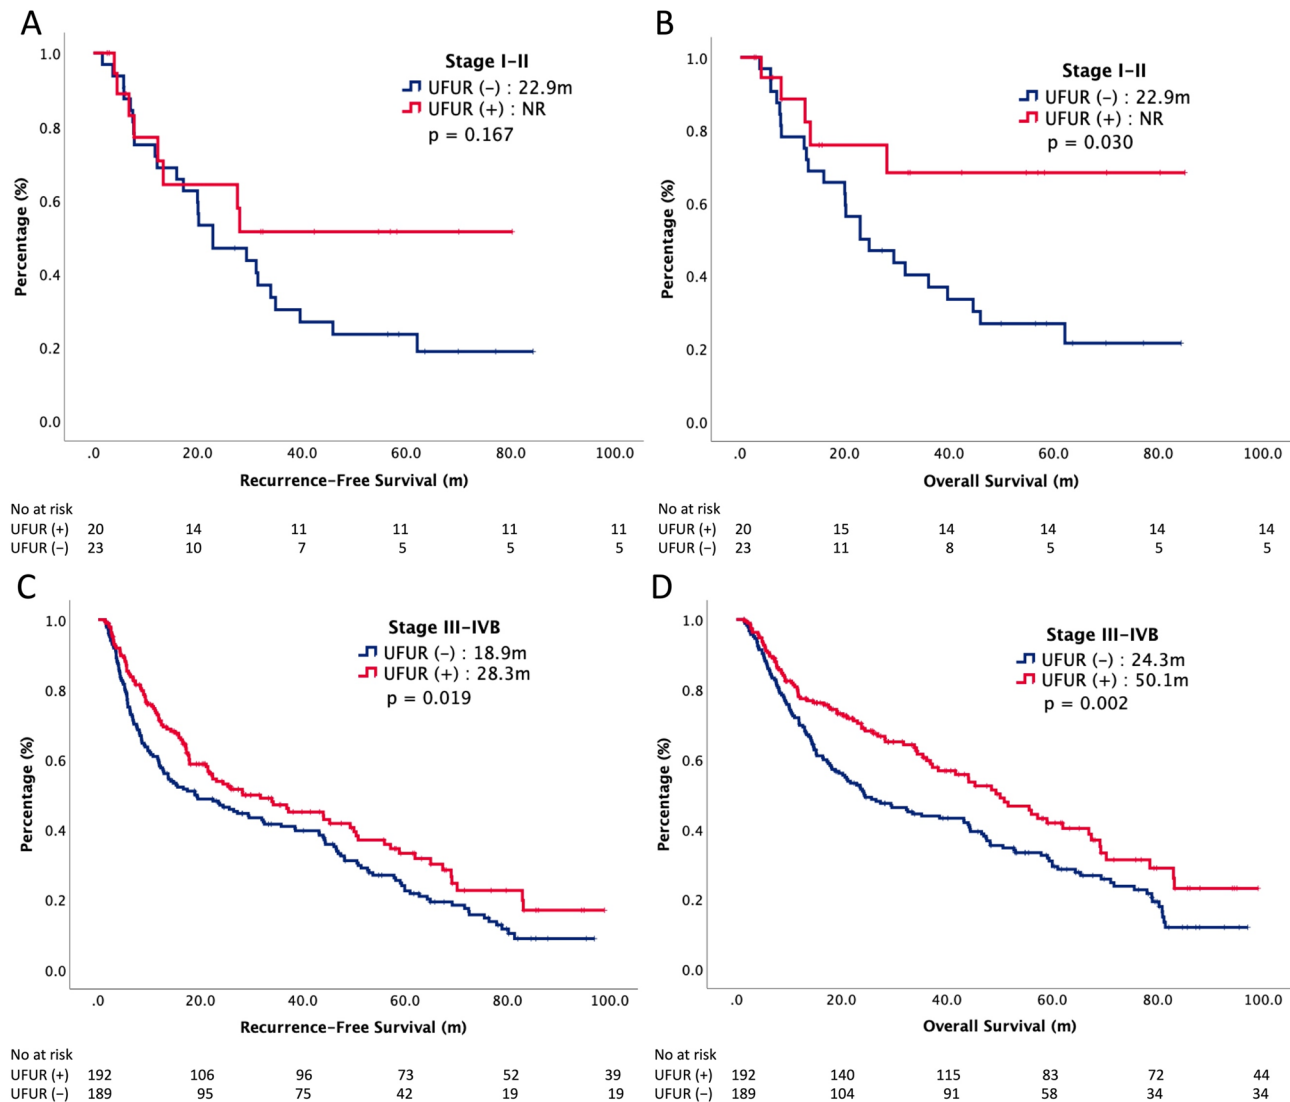 A
Stage I-II
UFUR (-) : 22.9m
UFUR (+) : NR
p = 0.167
Percentage (%)
1.0
0.8
0.6
0.4
0.2
0.0
.0 20.0 40.0 60.0 80.0 100.0
Recurrence-Free Survival (m)
No at risk
UFUR (+) 20 14 11 11 11 11
UFUR (-) 23 10 7 5 5 5
B
Stage I-II
UFUR (-) : 22.9m
UFUR (+) : NR
p = 0.030
Percentage (%)
1.0
0.8
0.6
0.4
0.2
0.0
.0 20.0 40.0 60.0 80.0 100.0
Overall Survival (m)
No at risk
UFUR (+) 20 15 14 14 14 14
UFUR (-) 23 11 8 5 5 5
C
Stage III-IVB
UFUR (-) : 18.9m
UFUR (+) : 28.3m
p = 0.019
Percentage (%)
1.0
0.8
0.6
0.4
0.2
0.0
.0 20.0 40.0 60.0 80.0 100.0
Recurrence-Free Survival (m)
No at risk
UFUR (+) 192 106 96 73 52 39
UFUR (-) 189 95 75 42 19 19
D
Stage III-IVB
UFUR (-) : 24.3m
UFUR (+) : 50.1m
p = 0.002
Percentage (%)
1.0
0.8
0.6
0.4
0.2
0.0
.0 20.0 40.0 60.0 80.0 100.0
Overall Survival (m)
No at risk
UFUR (+) 192 140 115 83 72 44
UFUR (-) 189 104 91 58 34 34